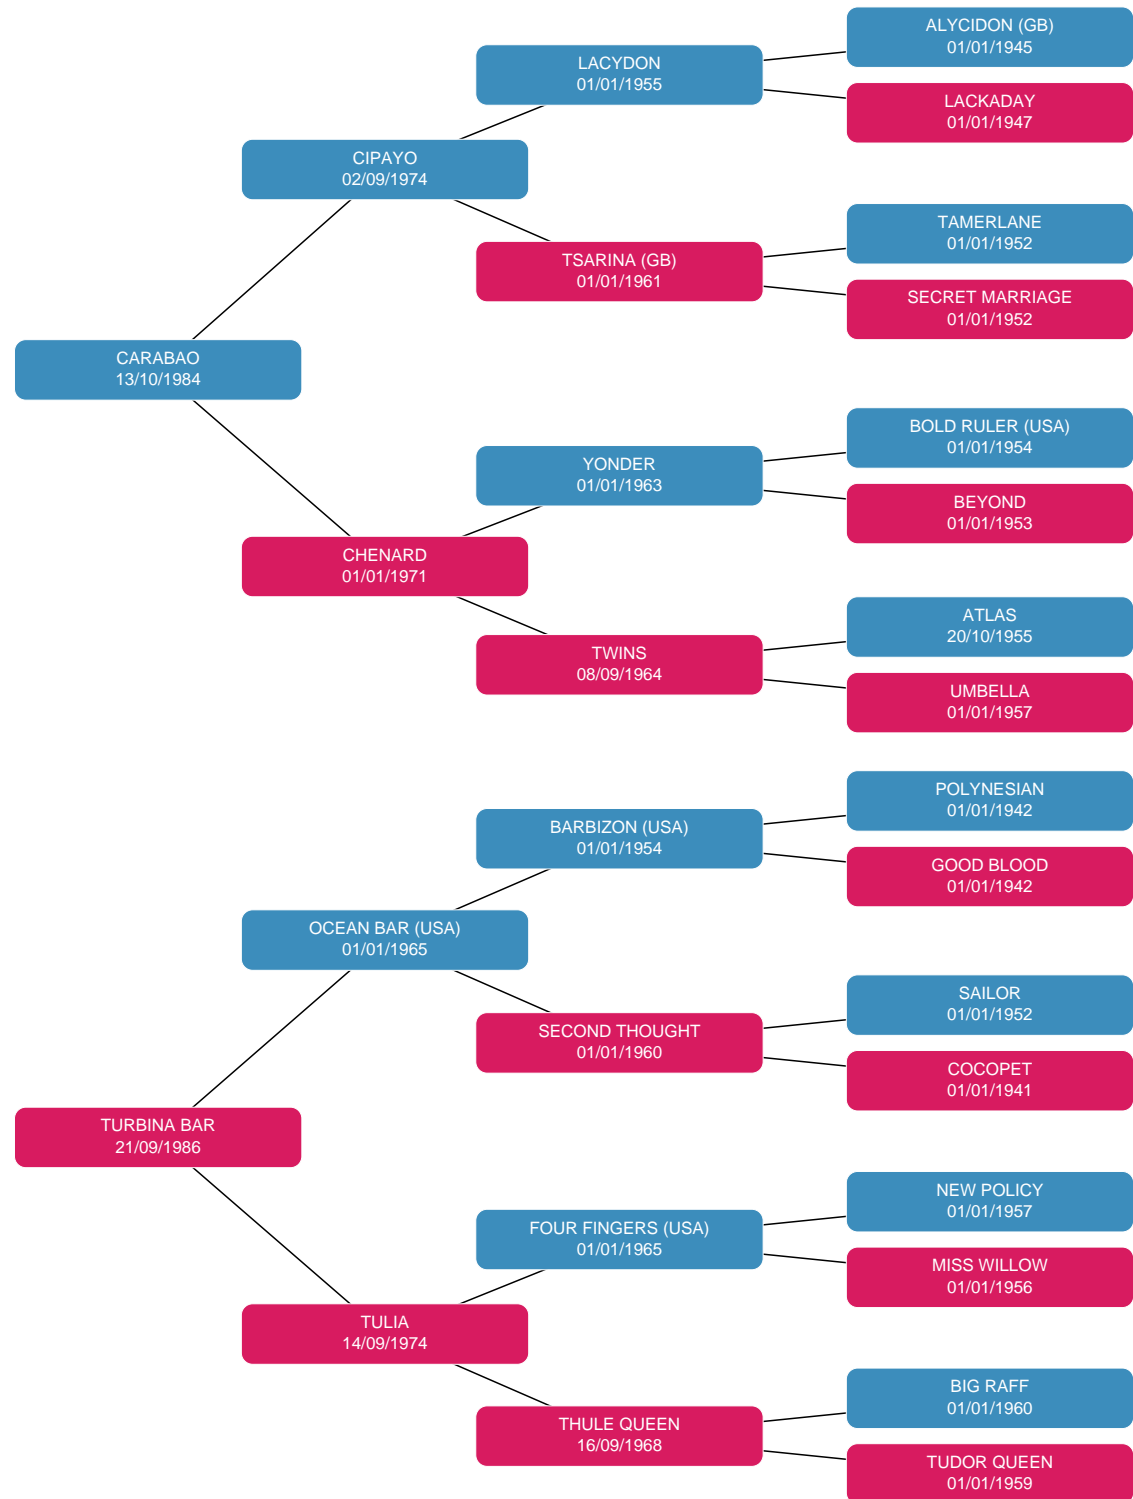 ALYCIDON (GB)
01/01/1945
LACYDON
01/01/1955
LACKADAY
01/01/1947
CIPAYO
02/09/1974
TAMERLANE
01/01/1952
TSARINA (GB)
01/01/1961
SECRET MARRIAGE
01/01/1952
CARABAO
13/10/1984
BOLD RULER (USA)
01/01/1954
YONDER
01/01/1963
BEYOND
01/01/1953
CHENARD
01/01/1971
ATLAS
20/10/1955
TWINS
08/09/1964
UMBELLA
01/01/1957
POLYNESIAN
01/01/1942
BARBIZON (USA)
01/01/1954
GOOD BLOOD
01/01/1942
OCEAN BAR (USA)
01/01/1965
SAILOR
01/01/1952
SECOND THOUGHT
01/01/1960
COCOPET
01/01/1941
TURBINA BAR
21/09/1986
NEW POLICY
01/01/1957
FOUR FINGERS (USA)
01/01/1965
MISS WILLOW
01/01/1956
TULIA
14/09/1974
BIG RAFF
01/01/1960
THULE QUEEN
16/09/1968
TUDOR QUEEN
01/01/1959